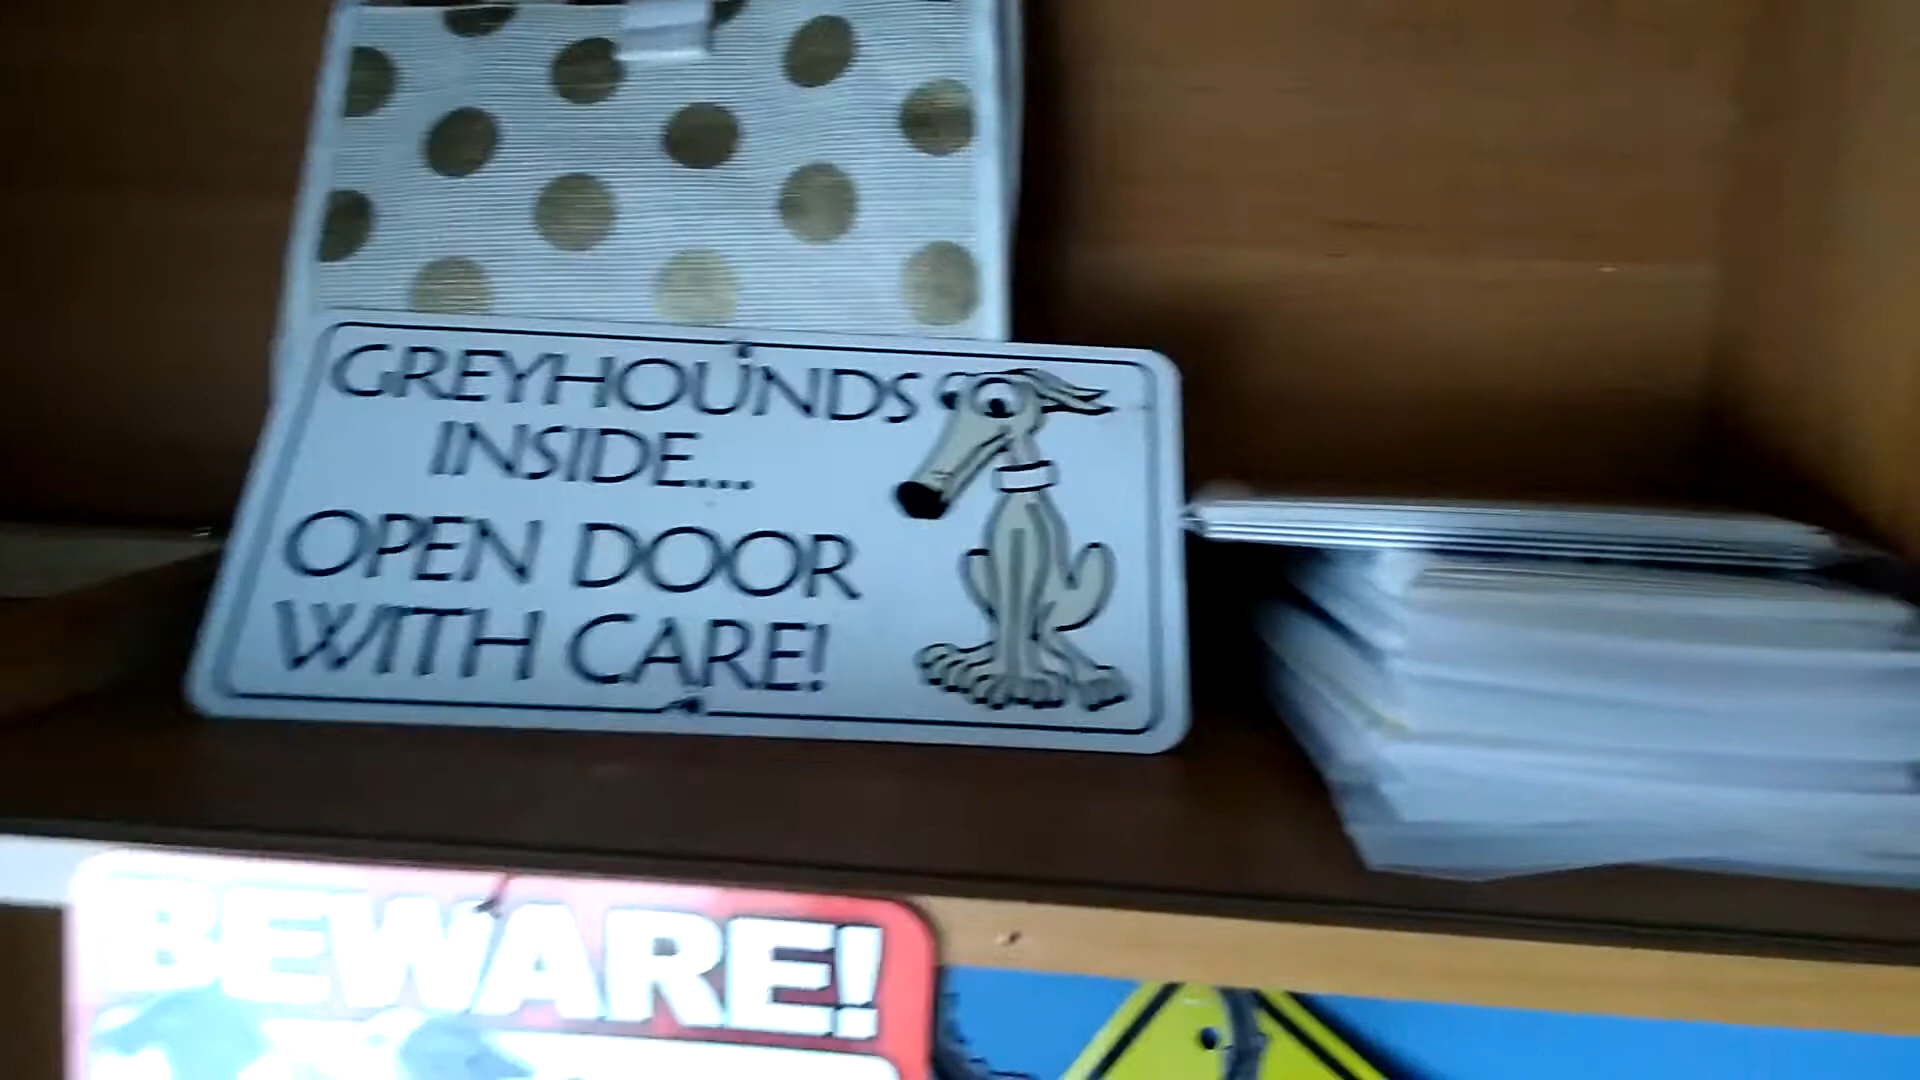 GREYHOUNDS
INSIDE...
OPEN DOOR
WITH CARE!
BEWARE!